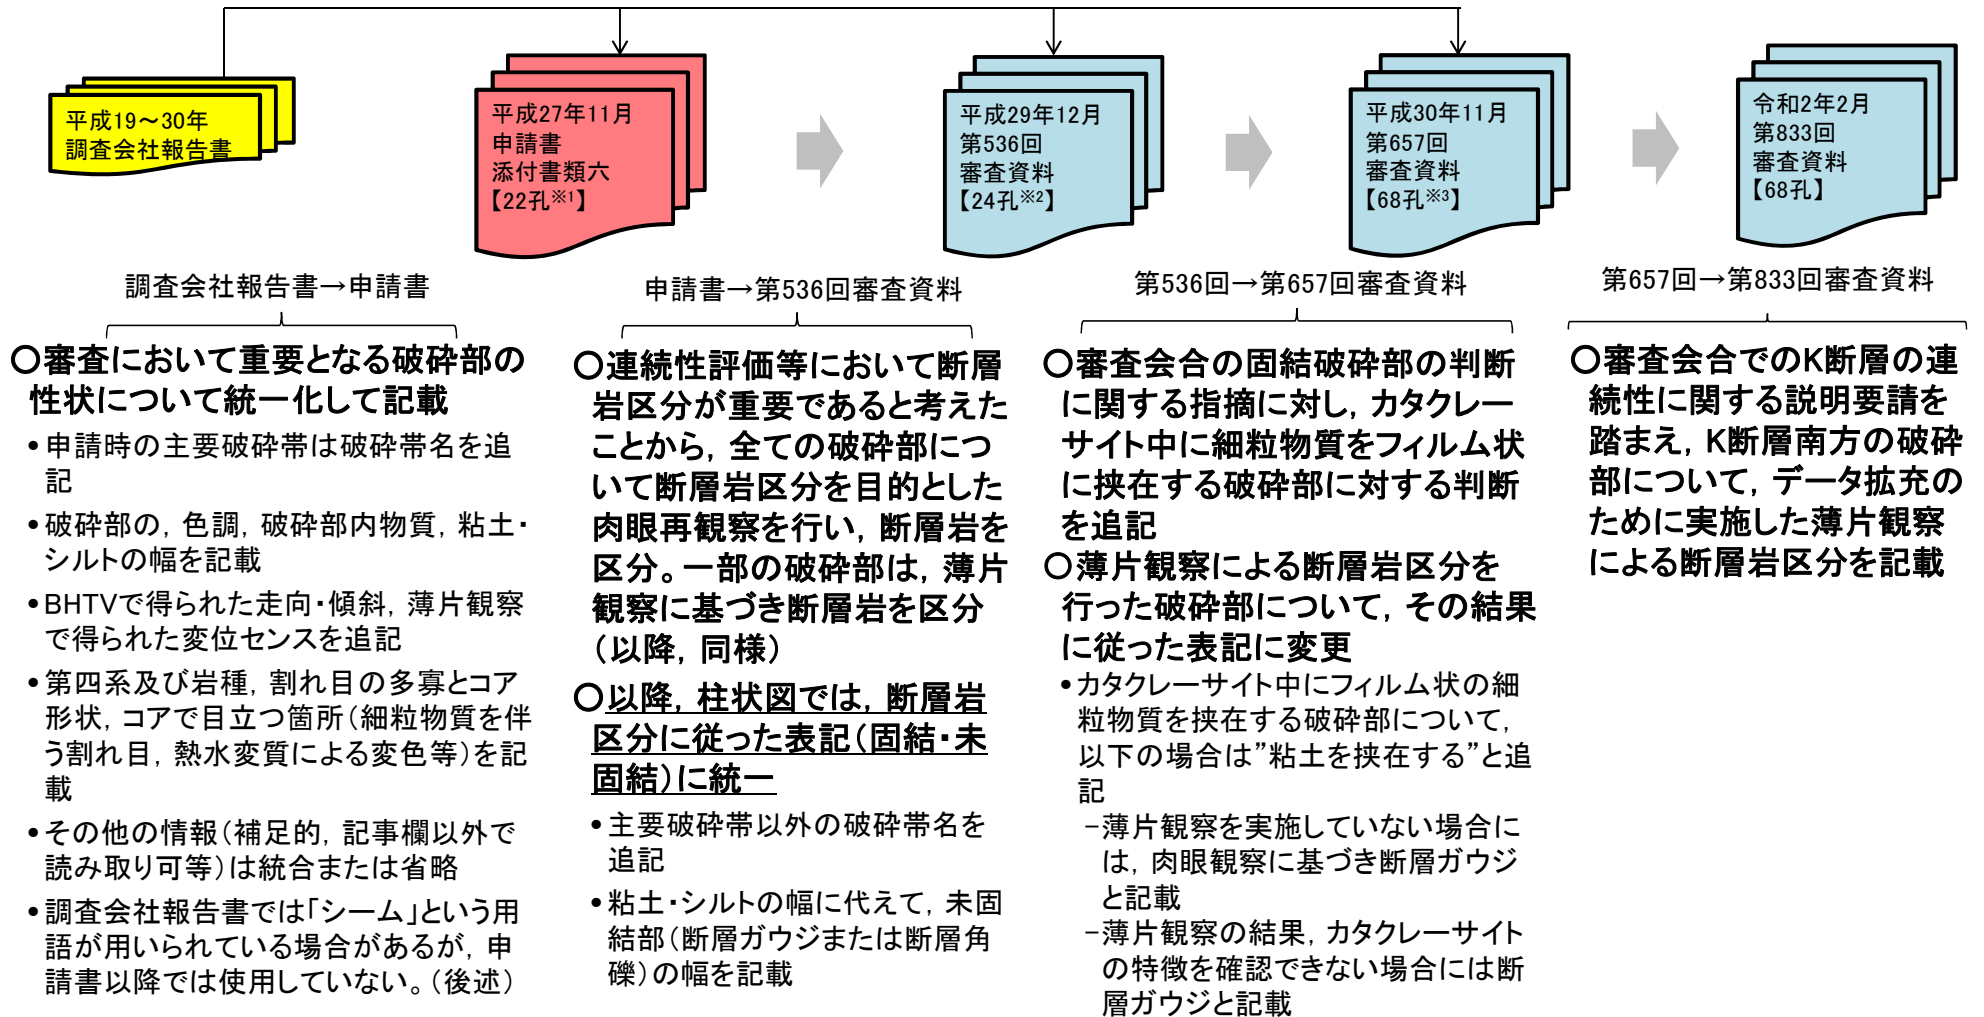 平成19～30年
調査会社報告書
平成27年11月
申請書
添付書類六
【22孔※1】
平成29年12月
第536回
審査資料
【24孔※2】
平成30年11月
第657回
審査資料
【68孔※3】
令和2年2月
第833回
審査資料
【68孔】
調査会社報告書→申請書
○審査において重要となる破砕部の
性状について統一化して記載
•申請時の主要破砕帯は破砕帯名を追
記
•破砕部の，色調，破砕部内物質，粘土・
シルトの幅を記載
•BHTVで得られた走向・傾斜，薄片観察
で得られた変位センスを追記
•第四系及び岩種，割れ目の多寡とコア
形状，コアで目立つ箇所（細粒物質を伴
う割れ目，熱水変質による変色等）を記
載
•その他の情報（補足的，記事欄以外で
読み取り可等）は統合または省略
•調査会社報告書では「シーム」という用
語が用いられている場合があるが，申
請書以降では使用していない。（後述）
申請書→第536回審査資料
○連続性評価等において断層
岩区分が重要であると考えた
ことから，全ての破砕部につ
いて断層岩区分を目的とした
肉眼再観察を行い，断層岩を
区分。一部の破砕部は，薄片
観察に基づき断層岩を区分
（以降，同様）
○以降，柱状図では，断層岩
区分に従った表記（固結・未
固結）に統一
•主要破砕帯以外の破砕帯名を
追記
•粘土・シルトの幅に代えて，未固
結部（断層ガウジまたは断層角
礫）の幅を記載
第536回→第657回審査資料
○審査会合の固結破砕部の判断
に関する指摘に対し，カタクレー
サイト中に細粒物質をフィルム状
に挟在する破砕部に対する判断
を追記
○薄片観察による断層岩区分を
行った破砕部について，その結果
に従った表記に変更
•カタクレーサイト中にフィルム状の細
粒物質を挟在する破砕部について，
以下の場合は”粘土を挟在する”と追
記
-薄片観察を実施していない場合に
は，肉眼観察に基づき断層ガウジ
と記載
-薄片観察の結果，カタクレーサイト
の特徴を確認できない場合には断
層ガウジと記載
第657回→第833回審査資料
○審査会合でのK断層の連
続性に関する説明要請を
踏まえ，K断層南方の破砕
部について，データ拡充の
ために実施した薄片観察
による断層岩区分を記載